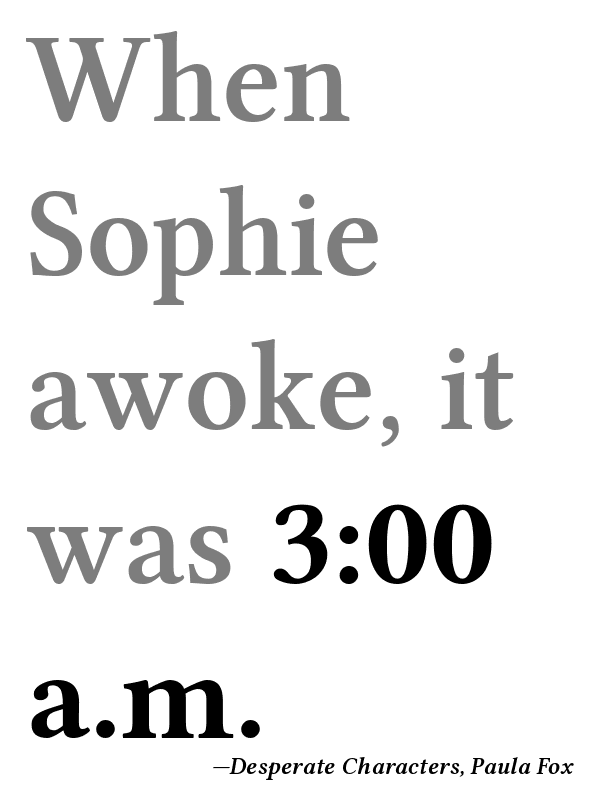 When
Sophie
awoke, it
was 3:00
a.m.
—Desperate Characters, Paula Fox